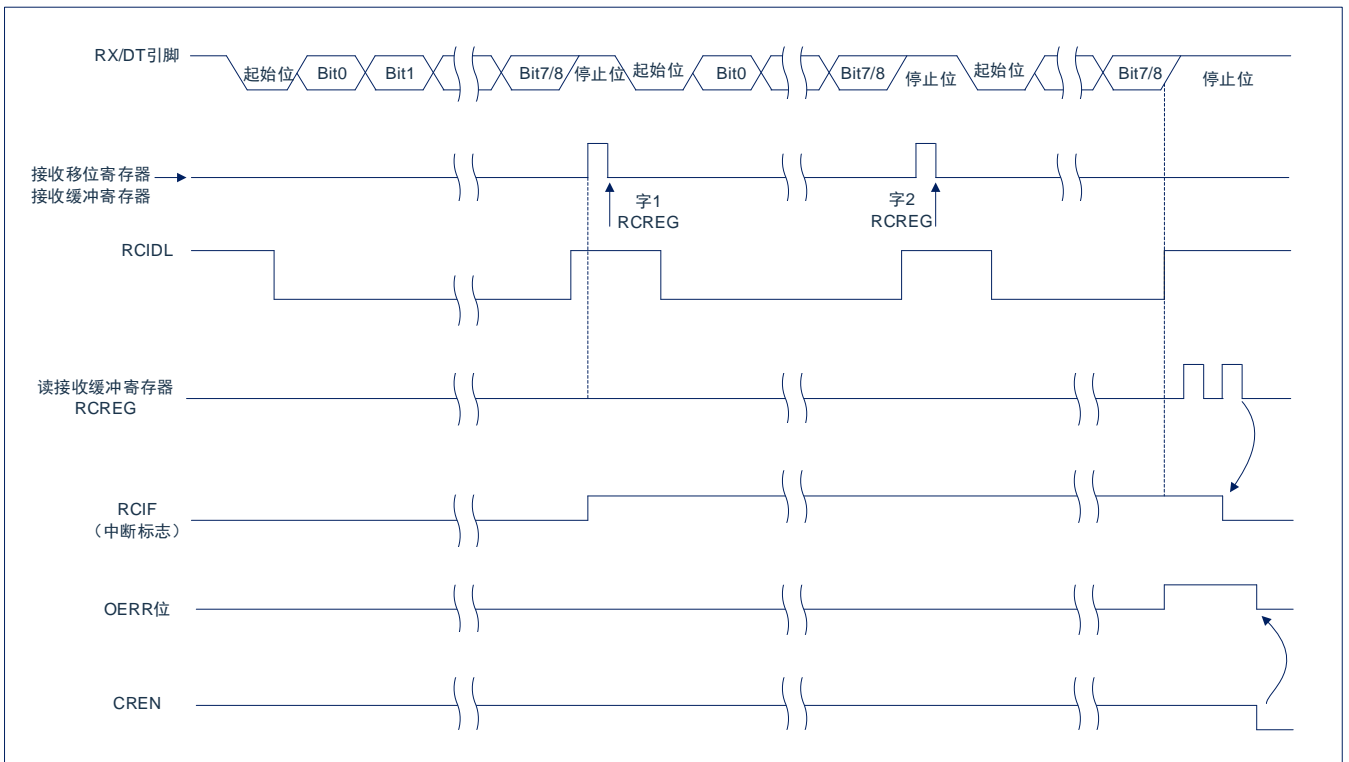 RX/DT引脚
起始位 Bit0 Bit1 Bit7/8 停止位 起始位 Bit0 Bit7/8 停止位 起始位 Bit7/8 停止位
接收移位寄存器
接收缓冲寄存器
字1
RCREG
字2
RCREG
RCIDL
读接收缓冲寄存器
RCREG
RCIF
（中断标志）
OERR位
CREN